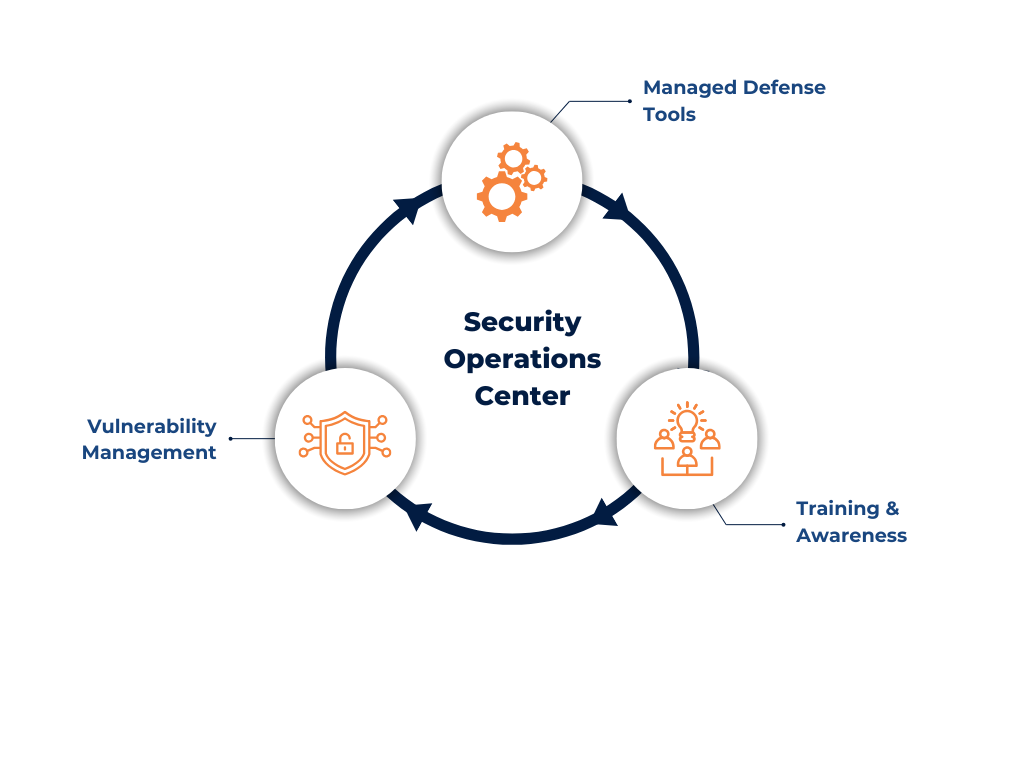 Managed Defense
Tools
Security
Operations
Center
Vulnerability
Management
Training &
Awareness